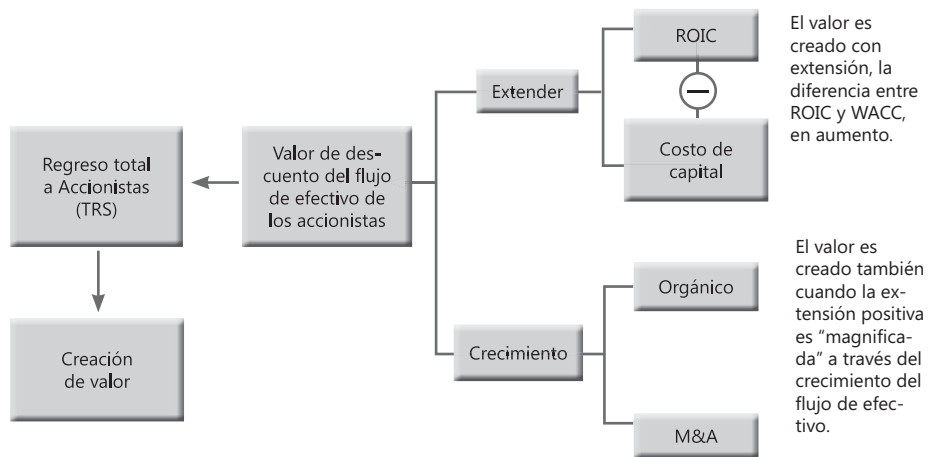 Regreso total
a Accionistas
(TRS)
Creación
de valor
Valor de des-
cuento del flujo
de efectivo de
los accionistas
Extender
Crecimiento
ROIC
Costo de
capital
Orgánico
M&A
El valor es
creado con
extensión, la
diferencia entre
ROIC y WACC,
en aumento.
El valor es
creado también
cuando la ex-
tensión positiva
es “magnifica-
da” a través del
crecimiento del
flujo de efec-
tivo.